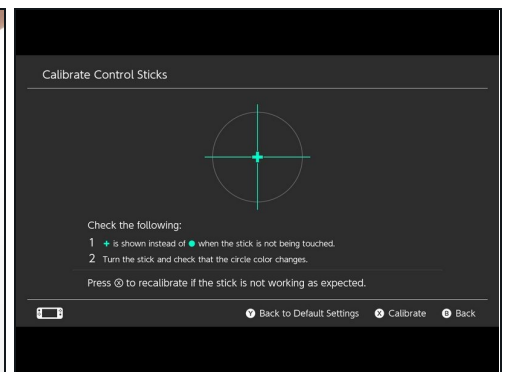 Calibrate Control Sticks
Check the following:
1 + is shown instead of ● when the stick is not being touched.
2 Turn the stick and check that the circle color changes.
Press Ⓧ to recalibrate if the stick is not working as expected.
Ⓨ Back to Default Settings Ⓧ Calibrate Ⓑ Back